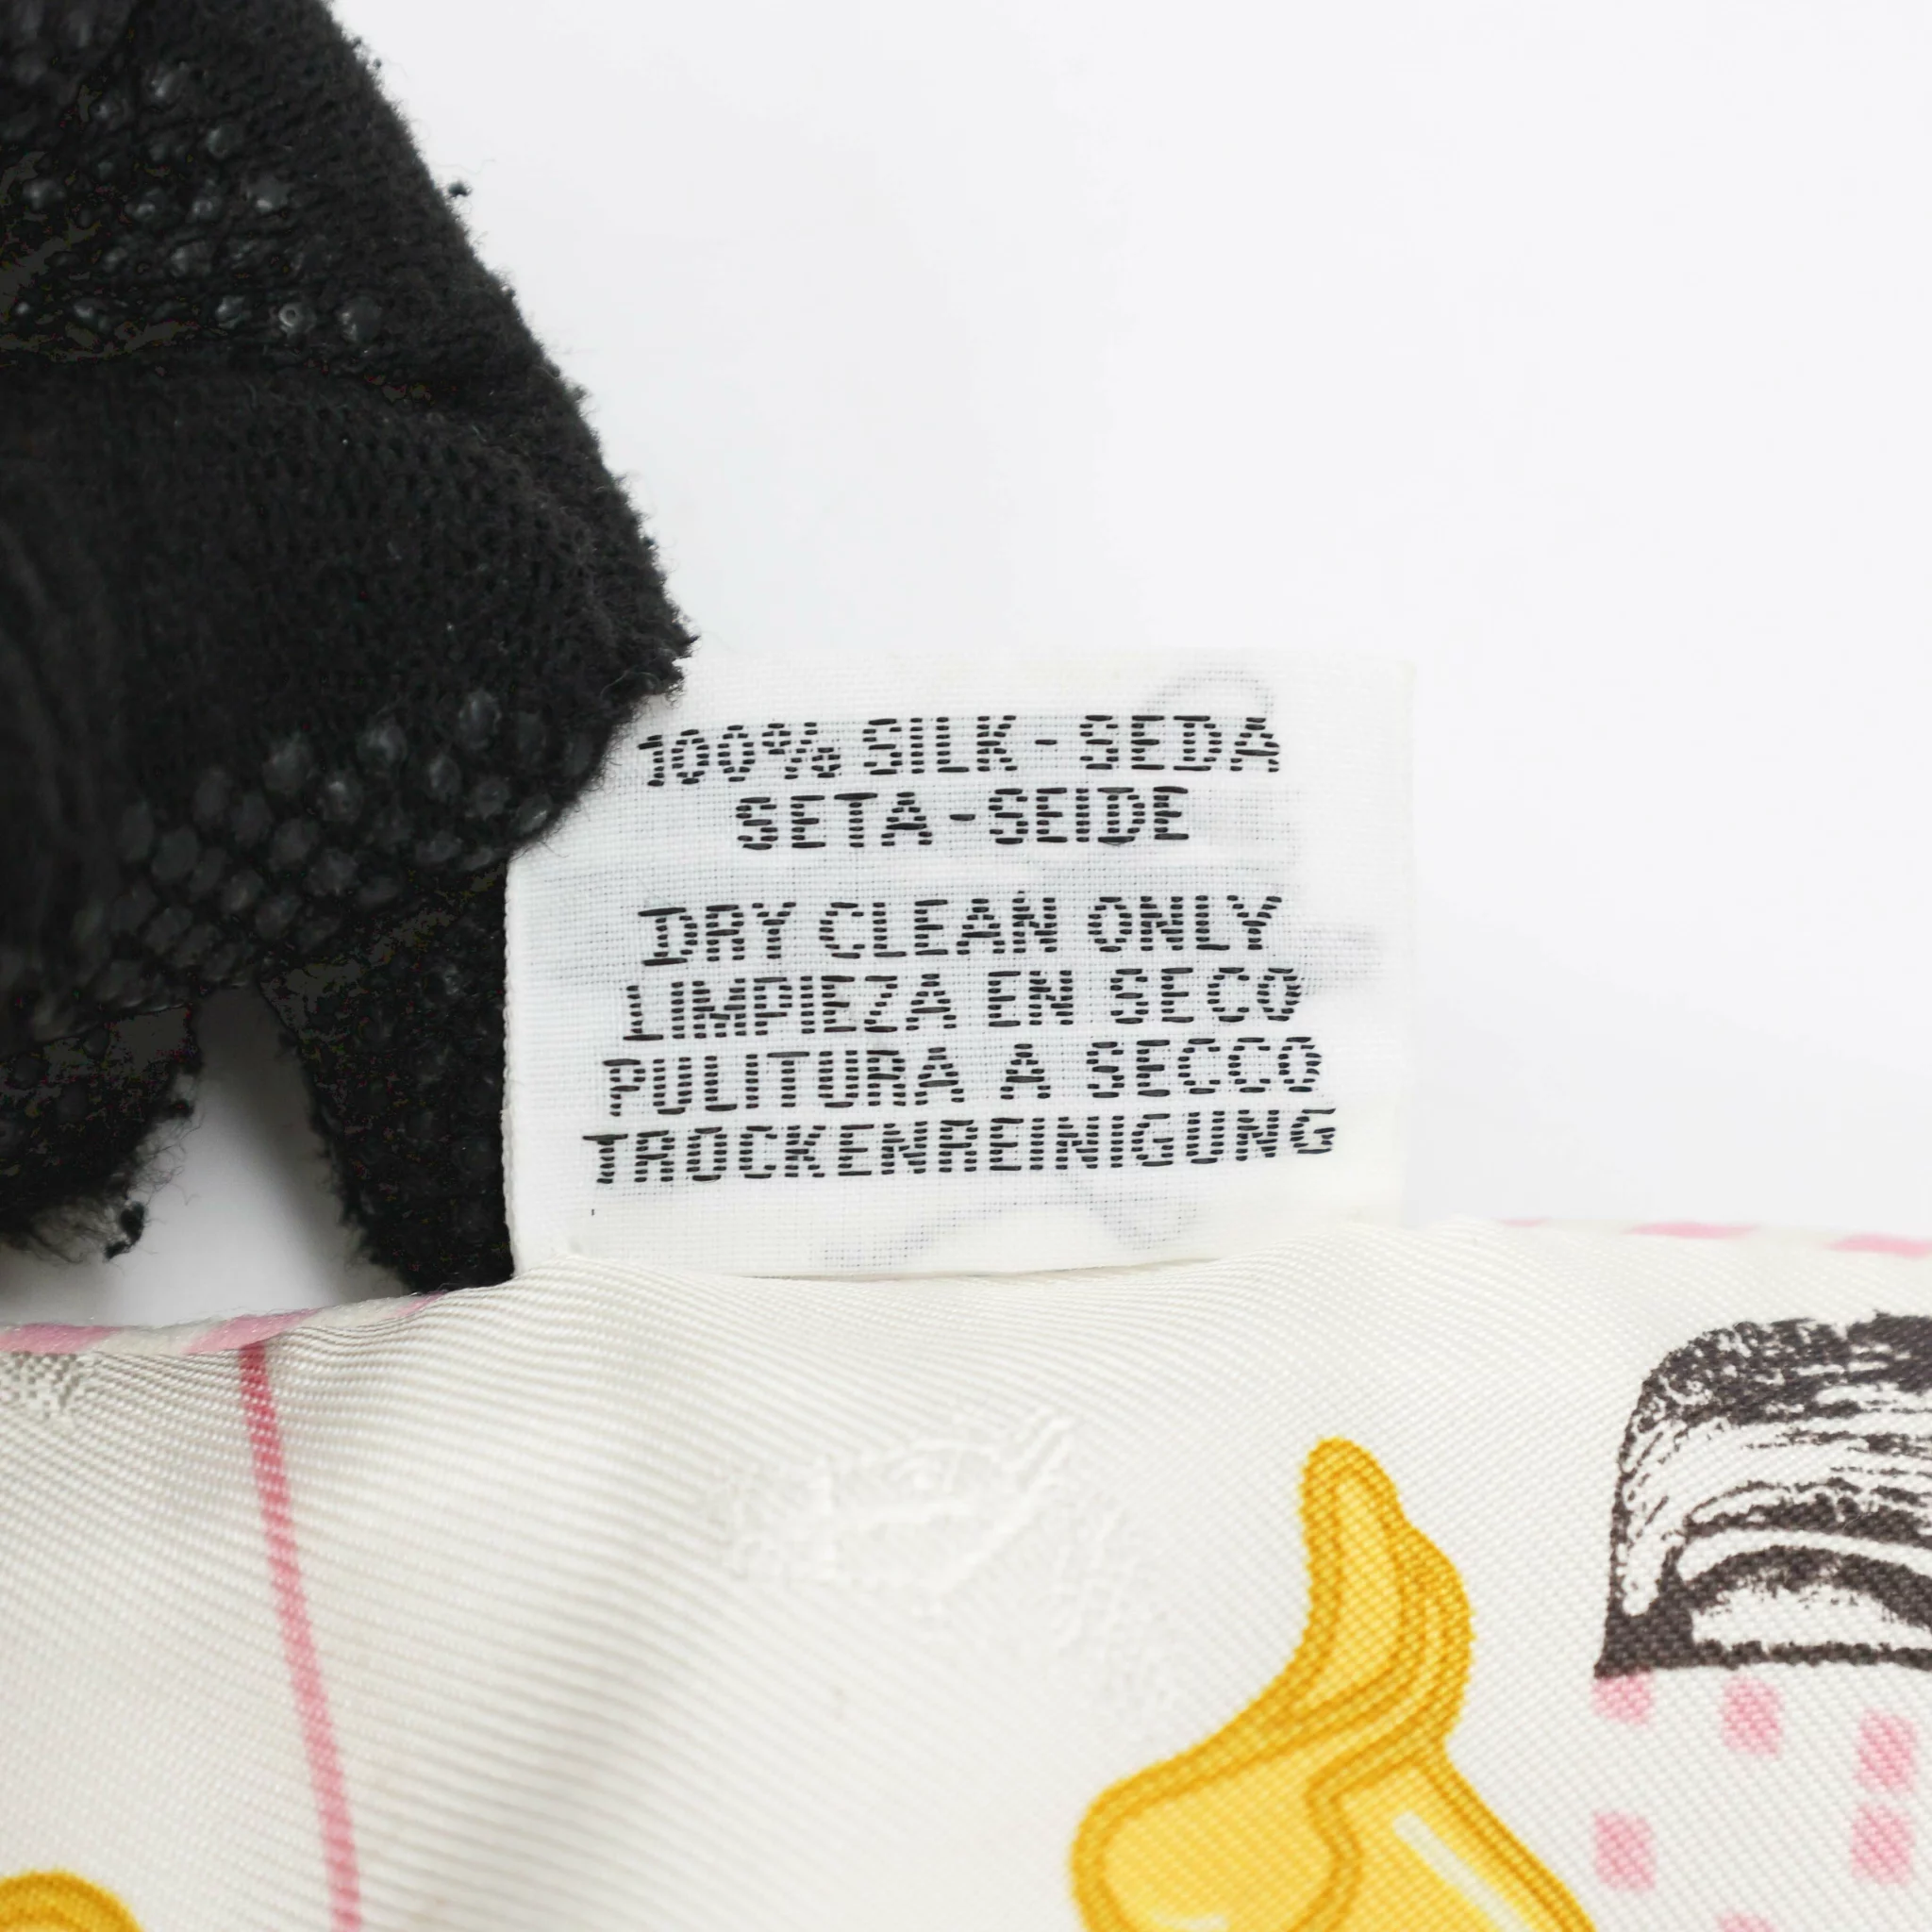 100% SILK - SEDA
SETA - SEIDE
DRY CLEAN ONLY
LIMPIEZA EN SECO
PULITURA A SECCO
TROCKENREINIGUNG